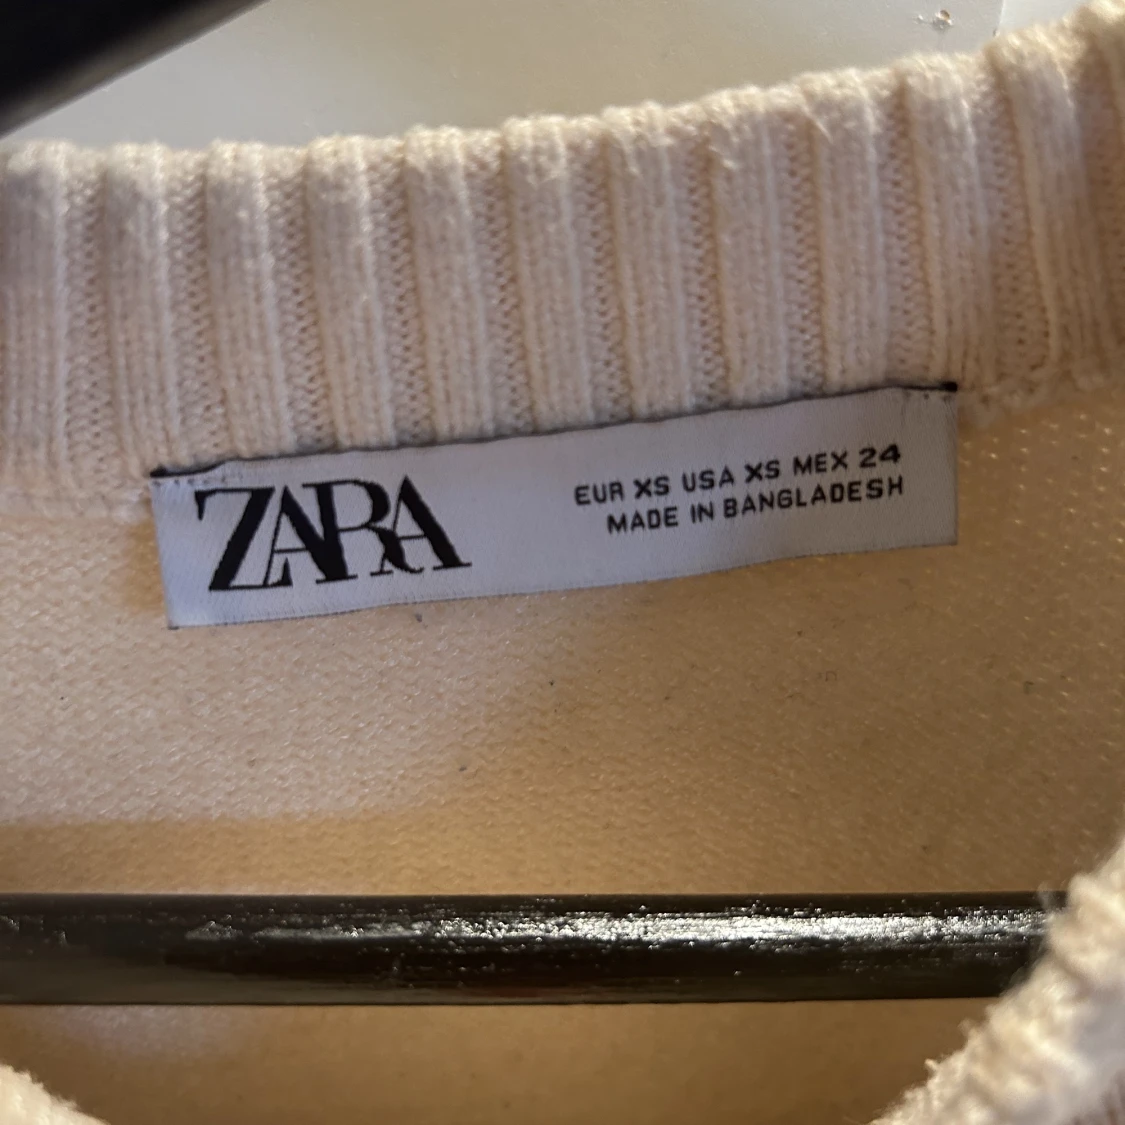 ZARA
EUR XS USA XS MEX 24
MADE IN BANGLADESH